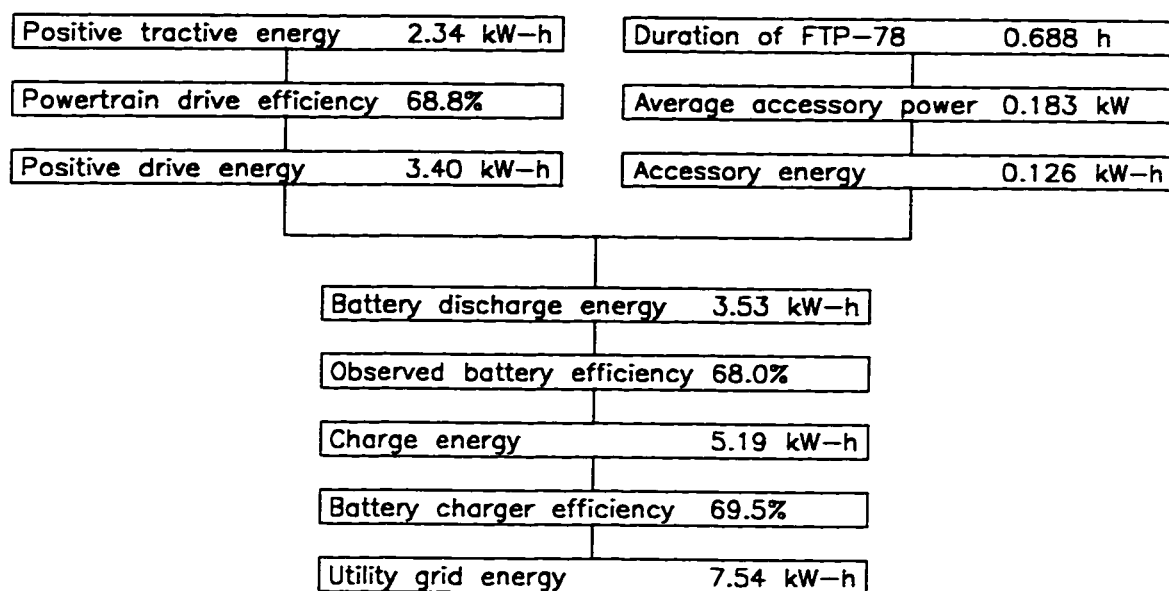 Positive tractive energy 2.34 kW-h
Powertrain drive efficiency 68.8%
Positive drive energy 3.40 kW-h
Duration of FTP-78 0.688 h
Average accessory power 0.183 kW
Accessory energy 0.126 kW-h
Battery discharge energy 3.53 kW-h
Observed battery efficiency 68.0%
Charge energy 5.19 kW-h
Battery charger efficiency 69.5%
Utility grid energy 7.54 kW-h